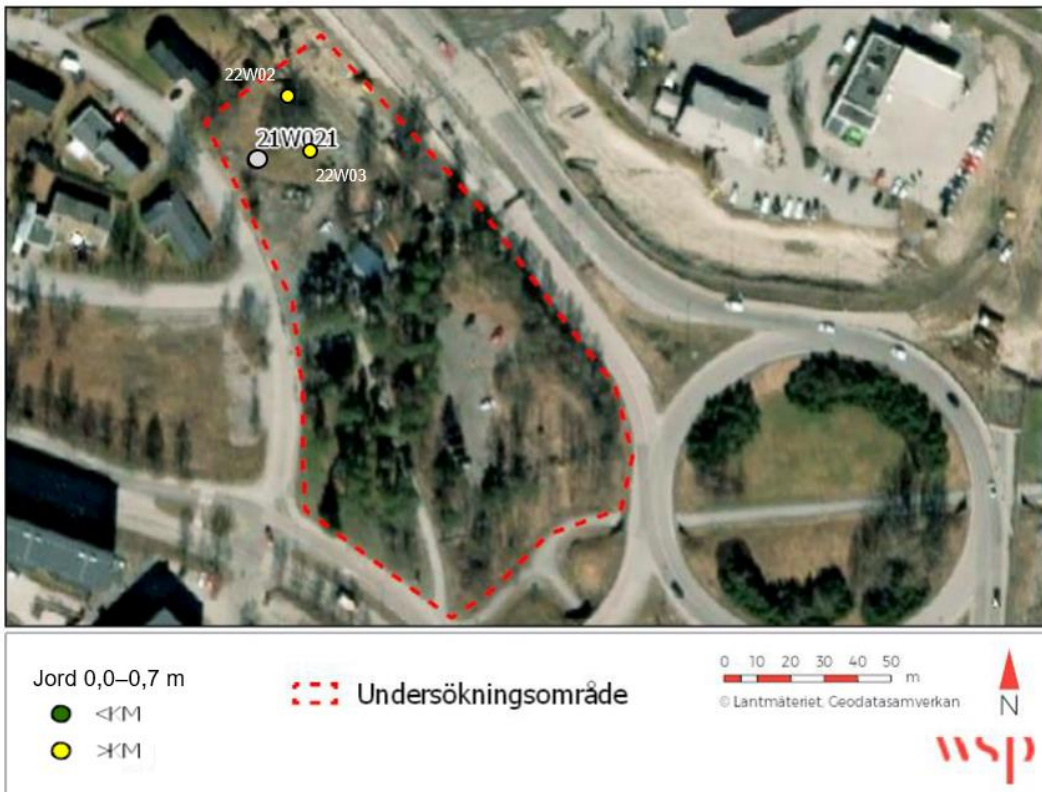 22W02
21W021
22W03
Jord 0,0–0,7 m
<KM
>KM
Undersökningsområde
0 10 20 30 40 50
m
© Lantmäteriet, Geodatasamverkan
N
wsp